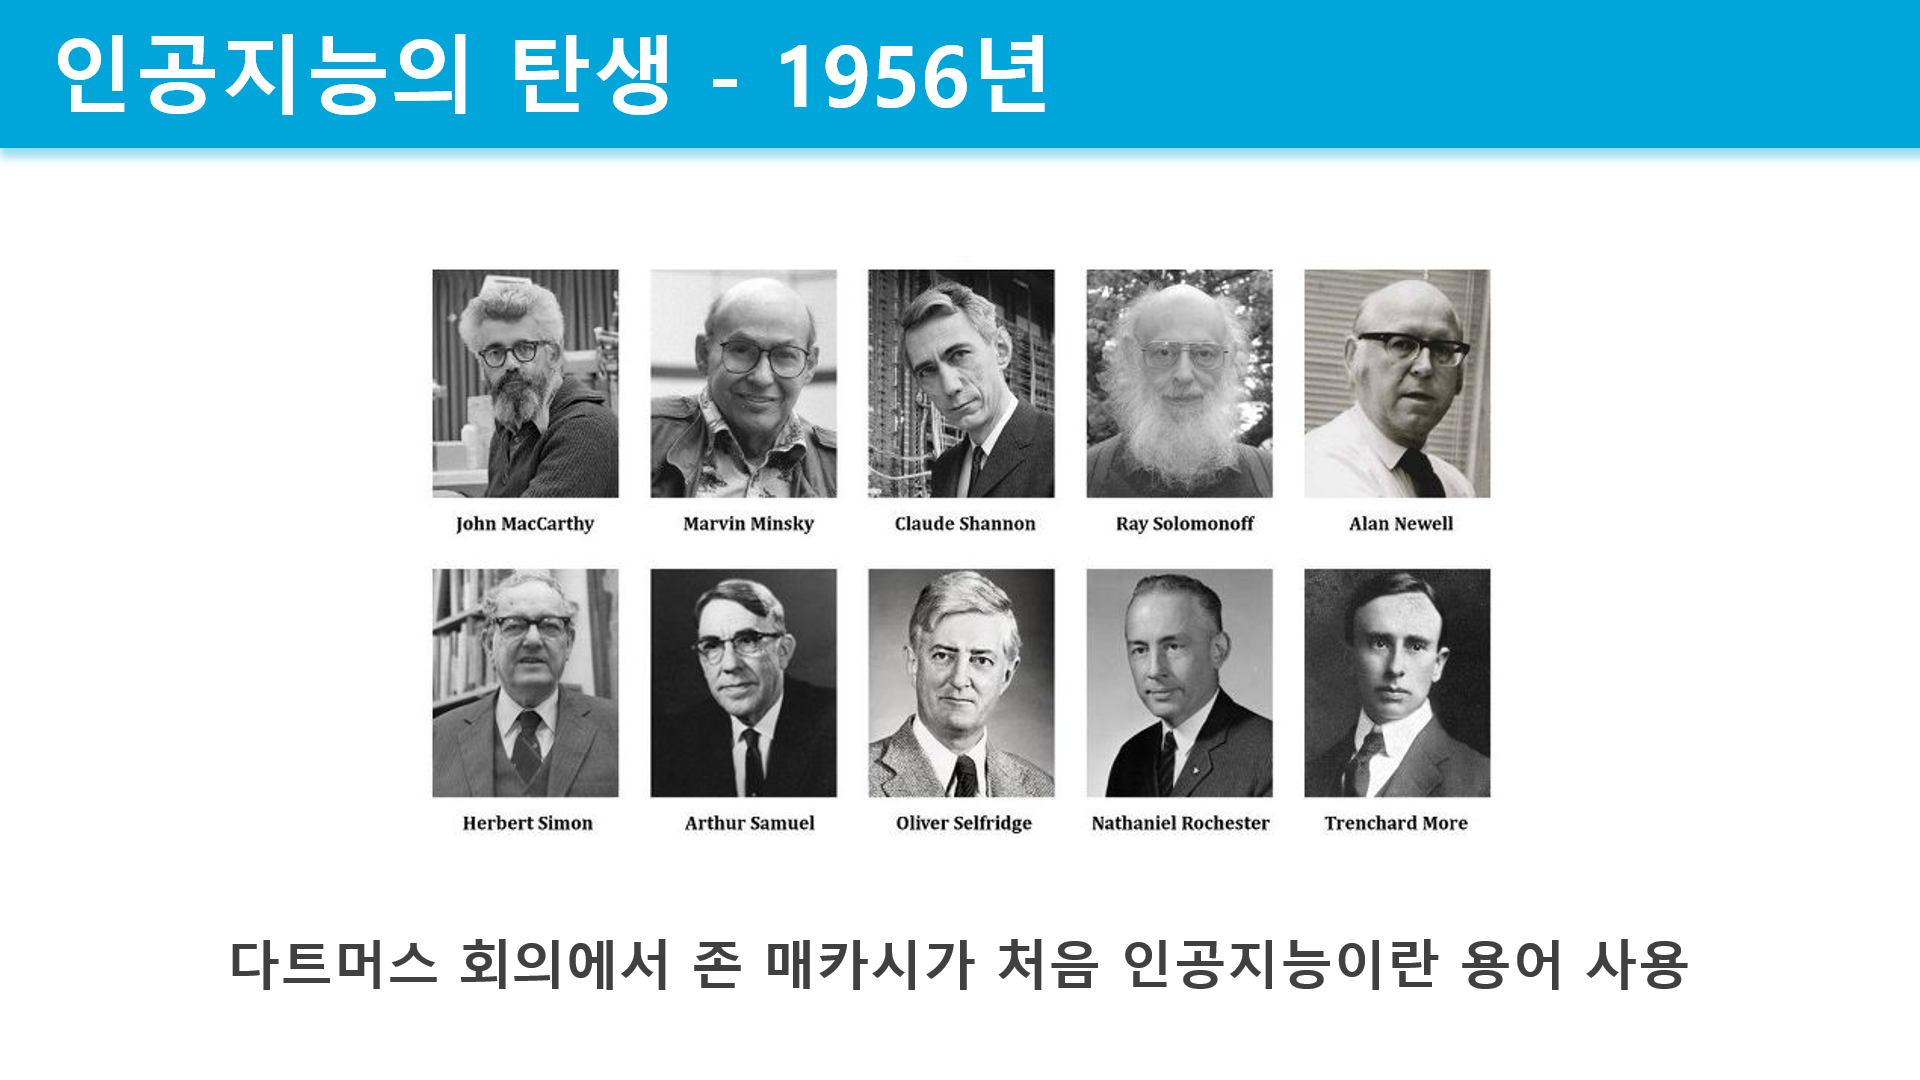 인공지능의 탄생 - 1956년
John MacCarthy
Marvin Minsky
Claude Shannon
Ray Solomonoff
Alan Newell
Herbert Simon
Arthur Samuel
Oliver Selfridge
Nathaniel Rochester
Trenchard More
다트머스 회의에서 존 매카시가 처음 인공지능이란 용어 사용